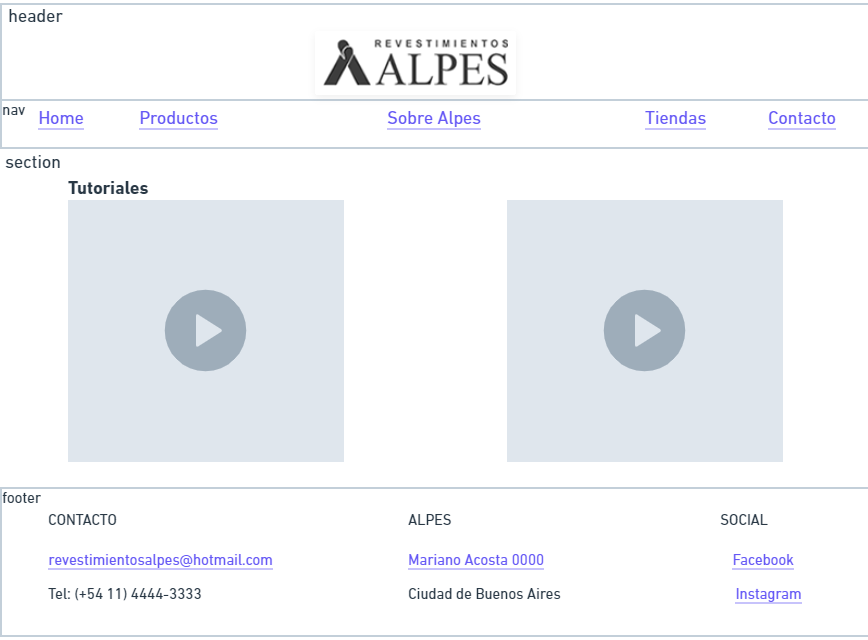 header
REVESTIMIENTOS
ALPES
nav
Home Productos Sobre Alpes Tiendas Contacto
section
Tutoriales
footer
CONTACTO ALPES SOCIAL
revestimientosalpes@hotmail.com Mariano Acosta 0000 Facebook
Tel: (+54 11) 4444-3333 Ciudad de Buenos Aires Instagram